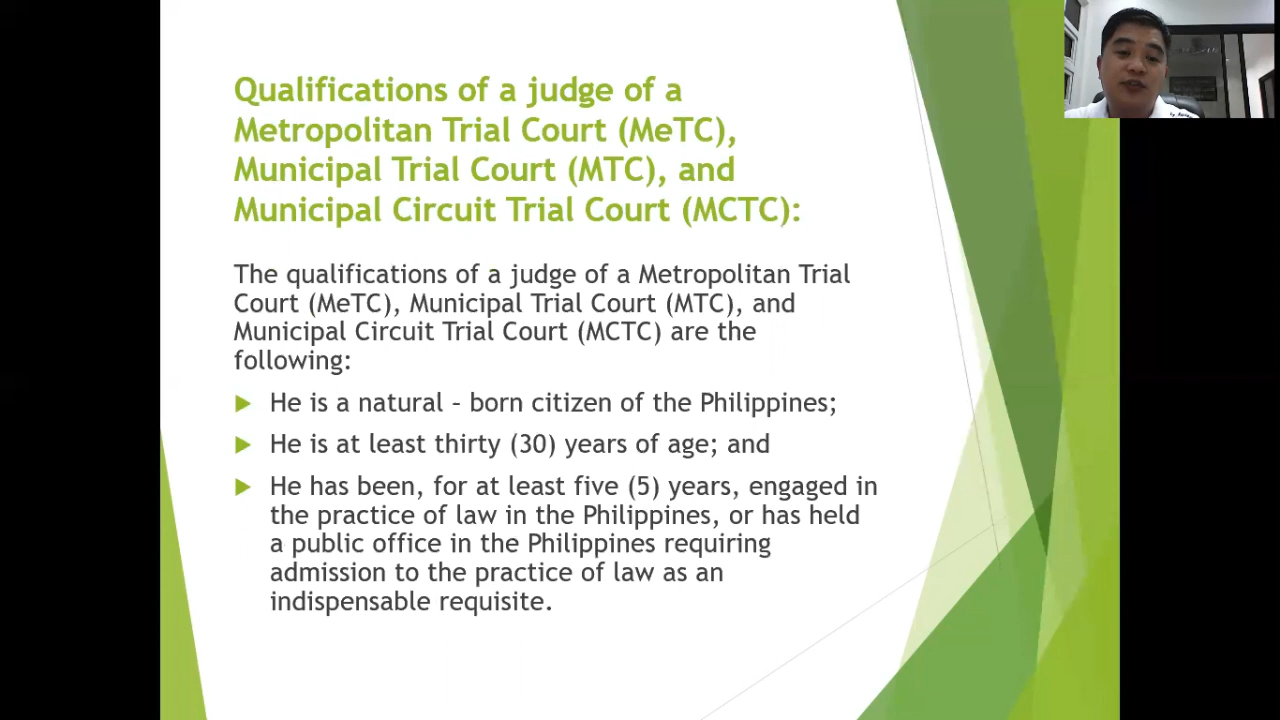 Qualifications of a judge of a
Metropolitan Trial Court (MeTC),
Municipal Trial Court (MTC), and
Municipal Circuit Trial Court (MCTC):
The qualifications of a judge of a Metropolitan Trial
Court (MeTC), Municipal Trial Court (MTC), and
Municipal Circuit Trial Court (MCTC) are the
following:
He is a natural – born citizen of the Philippines;
He is at least thirty (30) years of age; and
He has been, for at least five (5) years, engaged in
the practice of law in the Philippines, or has held
a public office in the Philippines requiring
admission to the practice of law as an
indispensable requisite.